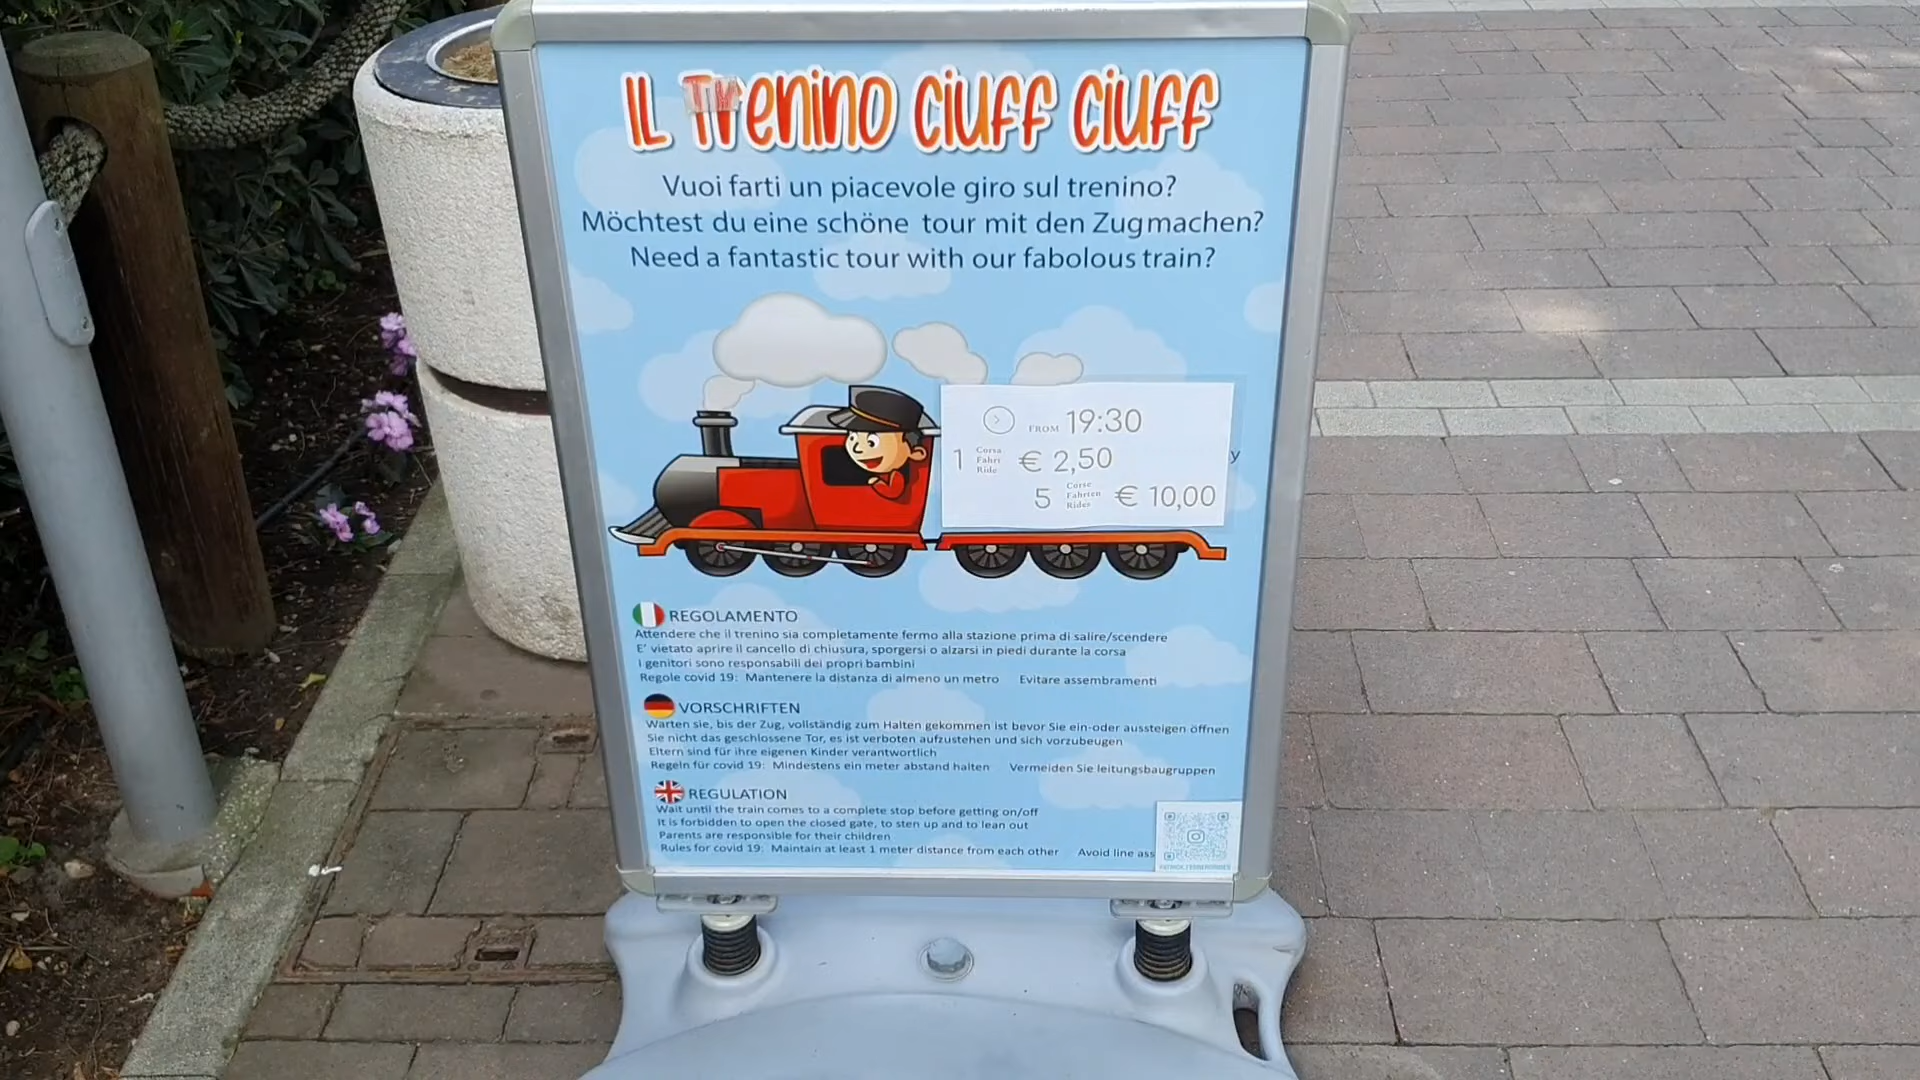 IL Trenino Ciuff Ciuff
Vuoi farti un piacevole giro sul trenino?
Möchtest du eine schöne tour mit den Zugmachen?
Need a fantastic tour with our fabolous train?
FROM 19:30
1 Corsa Fahrt Ride € 2,50
y
5 Corse Fahrten Rides € 10,00
REGOLAMENTO
Attendere che il trenino sia completamente fermo alla stazione prima di salire/scendere
E' vietato aprire il cancello di chiusura, sporgersi o alzarsi in piedi durante la corsa
I genitori sono responsabili dei propri bambini
Regole covid 19: Mantenere la distanza di almeno un metro Evitare assembramenti
VORSCHRIFTEN
Warten sie, bis der Zug, vollständig zum Halten gekommen ist bevor Sie ein-oder aussteigen öffnen
Sie nicht das geschlossene Tor, es ist verboten aufzustehen und sich vorzubeugen
Eltern sind für ihre eigenen Kinder verantwortlich
Regeln für covid 19: Mindestens ein meter abstand halten Vermeiden Sie leitungsbaugruppen
REGULATION
Wait until the train comes to a complete stop before getting on/off
It is forbidden to open the closed gate, to sten up and to lean out
Parents are responsible for their children
Rules for covid 19: Maintain at least 1 meter distance from each other Avoid line ass